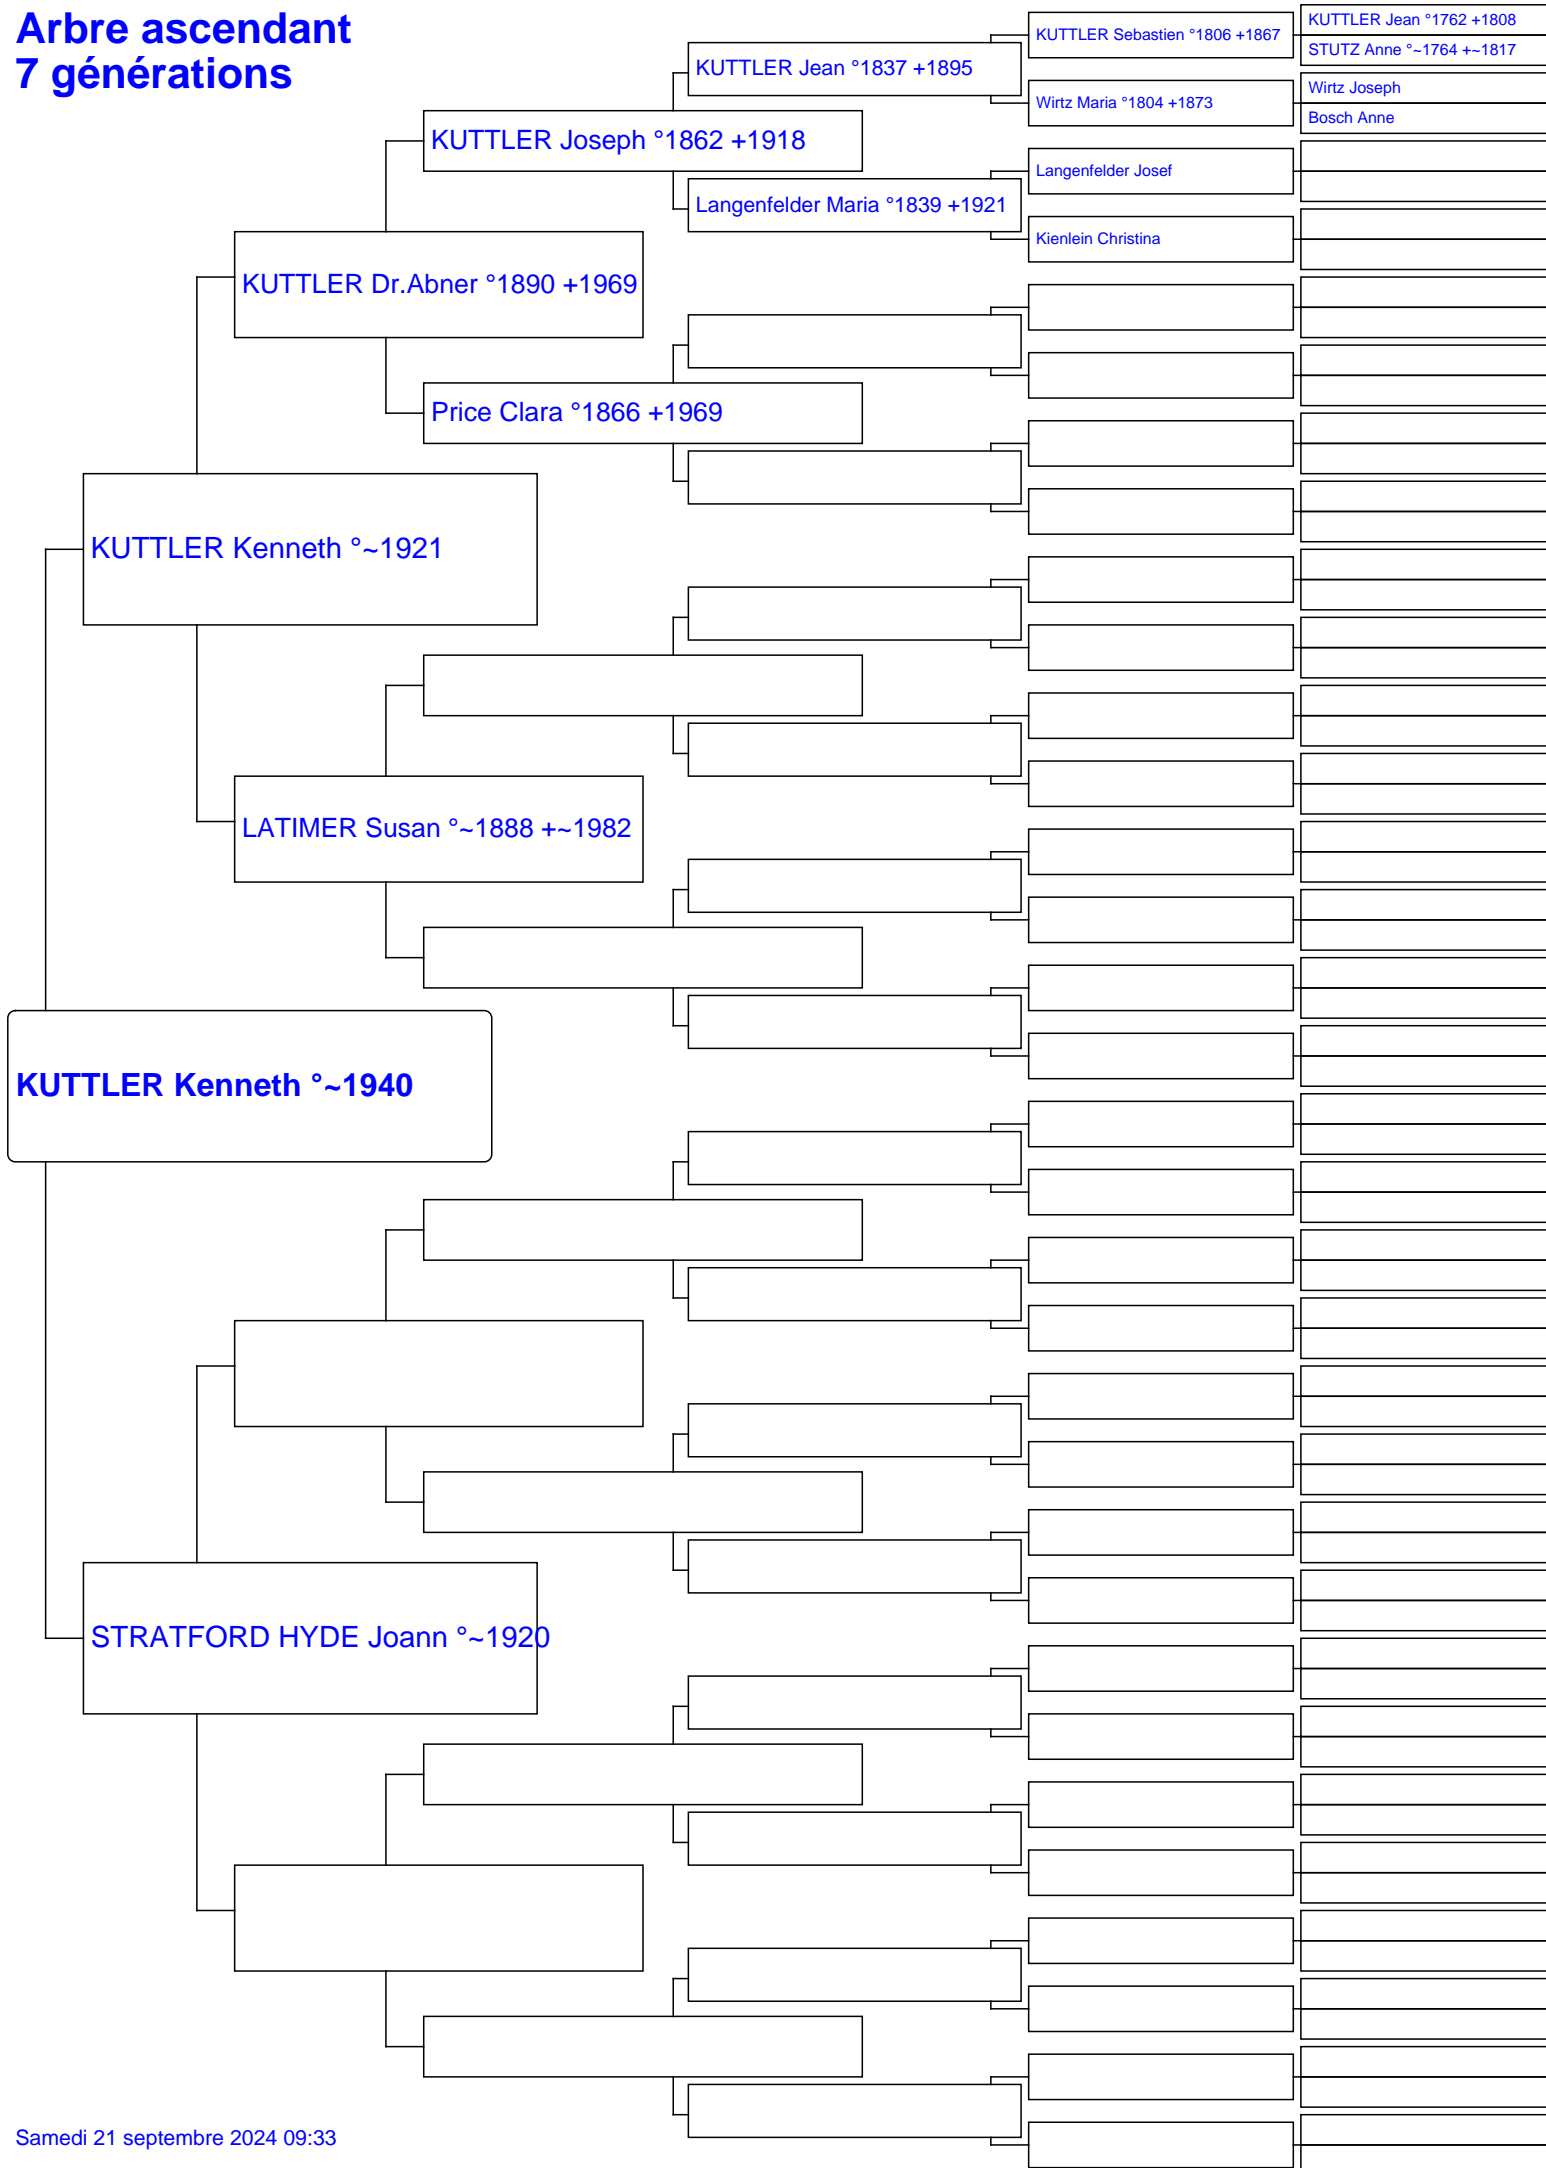 Arbre ascendant
7 générations
KUTTLER Jean °1762 +1808
KUTTLER Sebastien °1806 +1867
STUTZ Anne °~1764 +~1817
KUTTLER Jean °1837 +1895
Wirtz Joseph
Wirtz Maria °1804 +1873
Bosch Anne
KUTTLER Joseph °1862 +1918
Langenfelder Josef
Langenfelder Maria °1839 +1921
Kienlein Christina
KUTTLER Dr.Abner °1890 +1969
Price Clara °1866 +1969
KUTTLER Kenneth °~1921
LATIMER Susan °~1888 +~1982
KUTTLER Kenneth °~1940
STRATFORD HYDE Joann °~1920
Samedi 21 septembre 2024 09:33